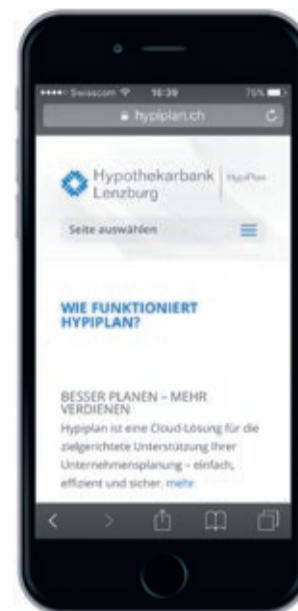 Swisscom 16:39 75%
hypiplan.ch
Hypothekarbank
Lenzburg
HypiPlan
Seite auswählen
WIE FUNKTIONIERT
HYPIPLAN?
BESSER PLANEN – MEHR
VERDIENEN
Hypiplan ist eine Cloud-Lösung für die
zielgerichtete Unterstützung Ihrer
Unternehmensplanung – einfach,
effizient und sicher. mehr